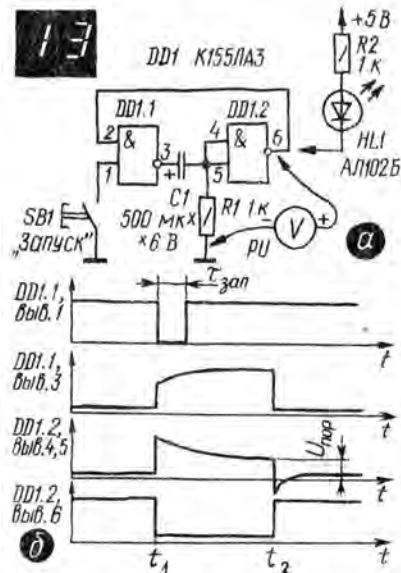 13
DD1 К155ЛА3
+5 В
R2
1 к
HL1
АЛ102Б
DD1.1
DD1.2
2
&
3
1
+
4
&
5
6
C1
500 мк×
×6 В
R1 1к
SB1
„Запуск"
PU
V
− +
а
τзап
DD1.1,
выв.1
t
DD1.1,
выв.3
t
DD1.2,
выв.4,5
Uпор
t
DD1.2,
выв.6
t
б
t1
t2